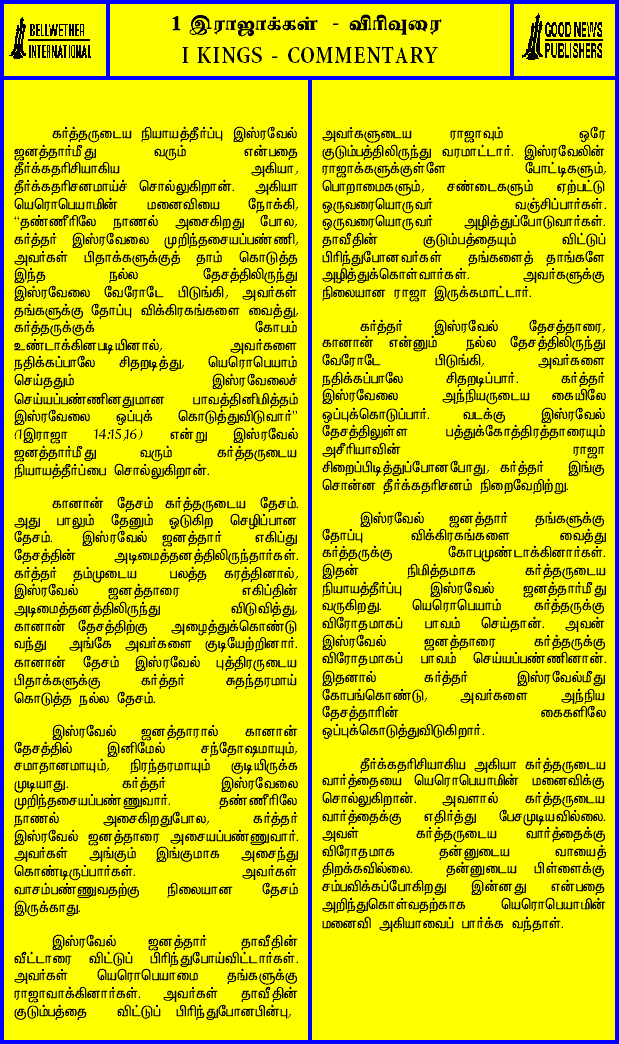 BELLWETHER
INTERNATIONAL
1 இராஜாக்கள் - விரிவுரை
I KINGS - COMMENTARY
GOOD NEWS
PUBLISHERS
கர்த்தருடைய நியாயத்தீர்ப்பு இஸ்ரவேல்
ஜனத்தார்மீது வரும் என்பதை
தீர்க்கதரிசியாகிய அகியா,
தீர்க்கதரிசனமாய்ச் சொல்லுகிறான். அகியா
யெரொபெயாமின் மனைவியை நோக்கி,
“தண்ணீரிலே நாணல் அசைகிறது போல,
கர்த்தர் இஸ்ரவேலை முறிந்தசையப்பண்ணி,
அவர்கள் பிதாக்களுக்குத் தாம் கொடுத்த
இந்த நல்ல தேசத்திலிருந்து
இஸ்ரவேலை வேரோடே பிடுங்கி, அவர்கள்
தங்களுக்கு தோப்பு விக்கிரகங்களை வைத்து,
கர்த்தருக்குக் கோபம்
உண்டாக்கினபடியினால், அவர்களை
நதிக்கப்பாலே சிதறடித்து, யெரொபெயாம்
செய்ததும் இஸ்ரவேலைச்
செய்யப்பண்ணினதுமான பாவத்தினிமித்தம்
இஸ்ரவேலை ஒப்புக் கொடுத்துவிடுவார்”
(1இராஜா 14:15,16) என்று இஸ்ரவேல்
ஜனத்தார்மீது வரும் கர்த்தருடைய
நியாயத்தீர்ப்பை சொல்லுகிறான்.
கானான் தேசம் கர்த்தருடைய தேசம்.
அது பாலும் தேனும் ஓடுகிற செழிப்பான
தேசம். இஸ்ரவேல் ஜனத்தார் எகிப்து
தேசத்தின் அடிமைத்தனத்திலிருந்தார்கள்.
கர்த்தர் தம்முடைய பலத்த கரத்தினால்,
இஸ்ரவேல் ஜனத்தாரை எகிப்தின்
அடிமைத்தனத்திலிருந்து விடுவித்து,
கானான் தேசத்திற்கு அழைத்துக்கொண்டு
வந்து அங்கே அவர்களை குடியேற்றினார்.
கானான் தேசம் இஸ்ரவேல் புத்திரருடைய
பிதாக்களுக்கு கர்த்தர் சுதந்தரமாய்
கொடுத்த நல்ல தேசம்.
இஸ்ரவேல் ஜனத்தாரால் கானான்
தேசத்தில் இனிமேல் சந்தோஷமாயும்,
சமாதானமாயும், நிரந்தரமாயும் குடியிருக்க
முடியாது. கர்த்தர் இஸ்ரவேலை
முறிந்தசையப்பண்ணுவார். தண்ணீரிலே
நாணல் அசைகிறதுபோல, கர்த்தர்
இஸ்ரவேல் ஜனத்தாரை அசையப்பண்ணுவார்.
அவர்கள் அங்கும் இங்குமாக அசைந்து
கொண்டிருப்பார்கள். அவர்கள்
வாசம்பண்ணுவதற்கு நிலையான தேசம்
இருக்காது.
இஸ்ரவேல் ஜனத்தார் தாவீதின்
வீட்டாரை விட்டுப் பிரிந்துபோய்விட்டார்கள்.
அவர்கள் யெரொபெயாமை தங்களுக்கு
ராஜாவாக்கினார்கள். அவர்கள் தாவீதின்
குடும்பத்தை விட்டுப் பிரிந்துபோனபின்பு,
அவர்களுடைய ராஜாவும் ஒரே
குடும்பத்திலிருந்து வரமாட்டார். இஸ்ரவேலின்
ராஜாக்களுக்குள்ளே போட்டிகளும்,
பொறாமைகளும், சண்டைகளும் ஏற்பட்டு
ஒருவரையொருவர் வஞ்சிப்பார்கள்.
ஒருவரையொருவர் அழித்துப்போடுவார்கள்.
தாவீதின் குடும்பத்தையும் விட்டுப்
பிரிந்துபோனவர்கள் தங்களைத் தாங்களே
அழித்துக்கொள்வார்கள். அவர்களுக்கு
நிலையான ராஜா இருக்கமாட்டார்.
கர்த்தர் இஸ்ரவேல் தேசத்தாரை,
கானான் என்னும் நல்ல தேசத்திலிருந்து
வேரோடே பிடுங்கி, அவர்களை
நதிக்கப்பாலே சிதறடிப்பார். கர்த்தர்
இஸ்ரவேலை அந்நியருடைய கையிலே
ஒப்புக்கொடுப்பார். வடக்கு இஸ்ரவேல்
தேசத்திலுள்ள பத்துக்கோத்திரத்தாரையும்
அசீரியாவின் ராஜா
சிறைப்பிடித்துப்போனபோது, கர்த்தர் இங்கு
சொன்ன தீர்க்கதரிசனம் நிறைவேறிற்று.
இஸ்ரவேல் ஜனத்தார் தங்களுக்கு
தோப்பு விக்கிரகங்களை வைத்து
கர்த்தருக்கு கோபமுண்டாக்கினார்கள்.
இதன் நிமித்தமாக கர்த்தருடைய
நியாயத்தீர்ப்பு இஸ்ரவேல் ஜனத்தார்மீது
வருகிறது. யெரொபெயாம் கர்த்தருக்கு
விரோதமாகப் பாவம் செய்தான். அவன்
இஸ்ரவேல் ஜனத்தாரை கர்த்தருக்கு
விரோதமாகப் பாவம் செய்யப்பண்ணினான்.
இதனால் கர்த்தர் இஸ்ரவேல்மீது
கோபங்கொண்டு, அவர்களை அந்நிய
தேசத்தாரின் கைகளிலே
ஒப்புக்கொடுத்துவிடுகிறார்.
தீர்க்கதரிசியாகிய அகியா கர்த்தருடைய
வார்த்தையை யெரொபெயாமின் மனைவிக்கு
சொல்லுகிறான். அவளால் கர்த்தருடைய
வார்த்தைக்கு எதிர்த்து பேசமுடியவில்லை.
அவள் கர்த்தருடைய வார்த்தைக்கு
விரோதமாக தன்னுடைய வாயைத்
திறக்கவில்லை. தன்னுடைய பிள்ளைக்கு
சம்பவிக்கப்போகிறது இன்னது என்பதை
அறிந்துகொள்வதற்காக யெரொபெயாமின்
மனைவி அகியாவைப் பார்க்க வந்தாள்.